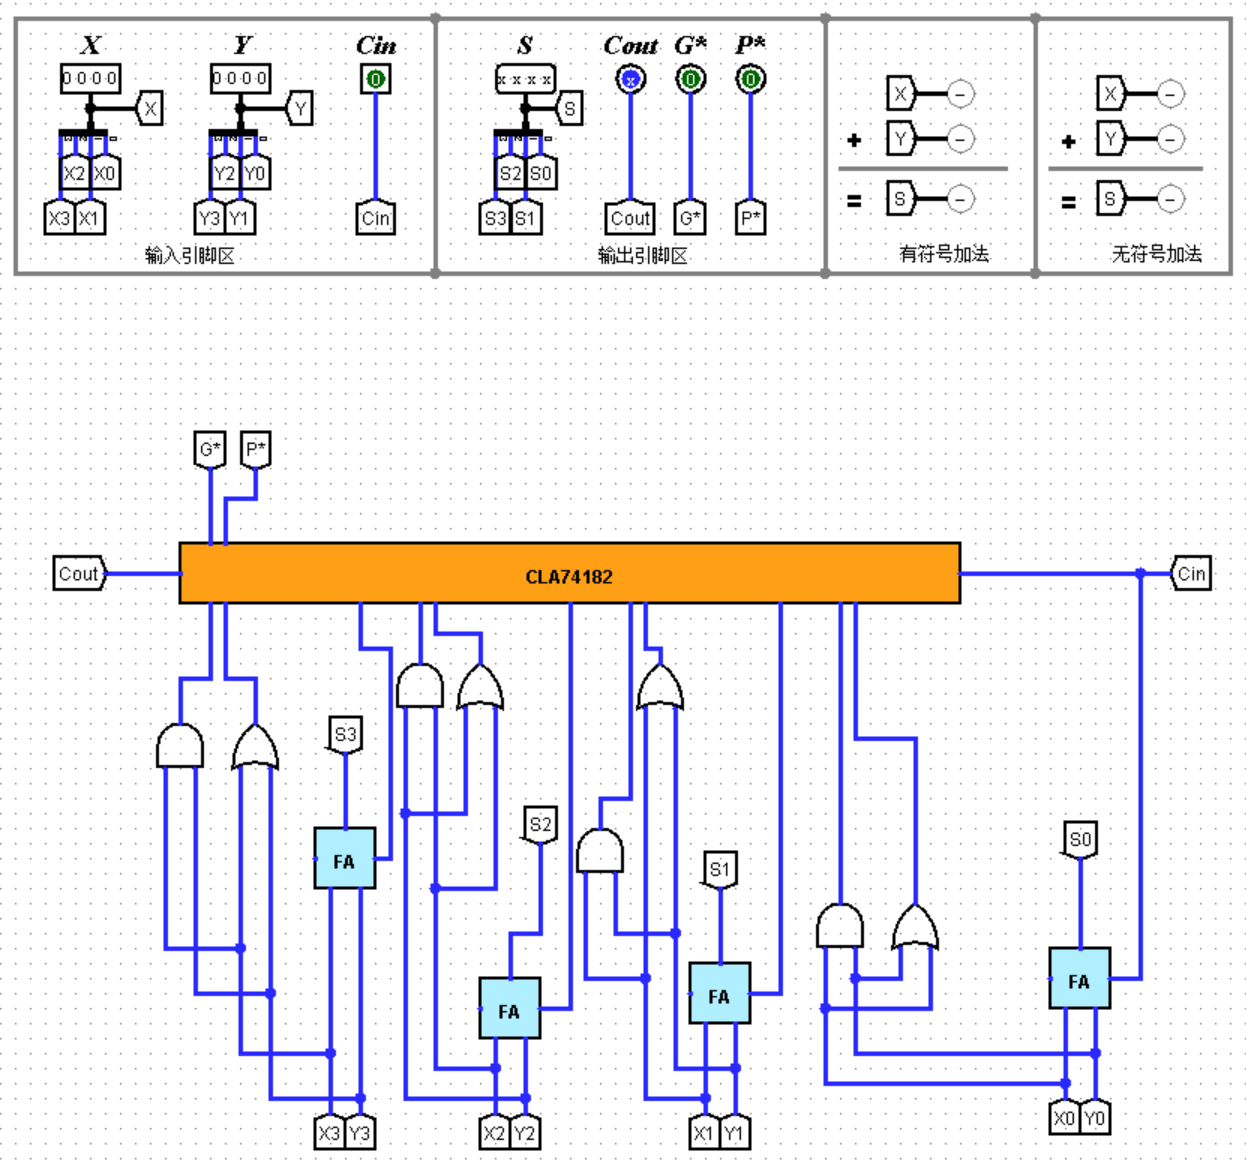 X Y Cin S Cout G* P*
0 0 0 0 0 0 0 0 0 x x x x x 0 0
X Y S X - X -
X2 X0 Y2 Y0 S2 S0 + Y - + Y -
X3 X1 Y3 Y1 Cin S3 S1 Cout G* P* = S - = S -
输入引脚区 输出引脚区 有符号加法 无符号加法
G* P*
Cout CLA74182 Cin
S3
S2
S0
FA S1
FA FA FA
X3 Y3 X2 Y2 X1 Y1 X0 Y0